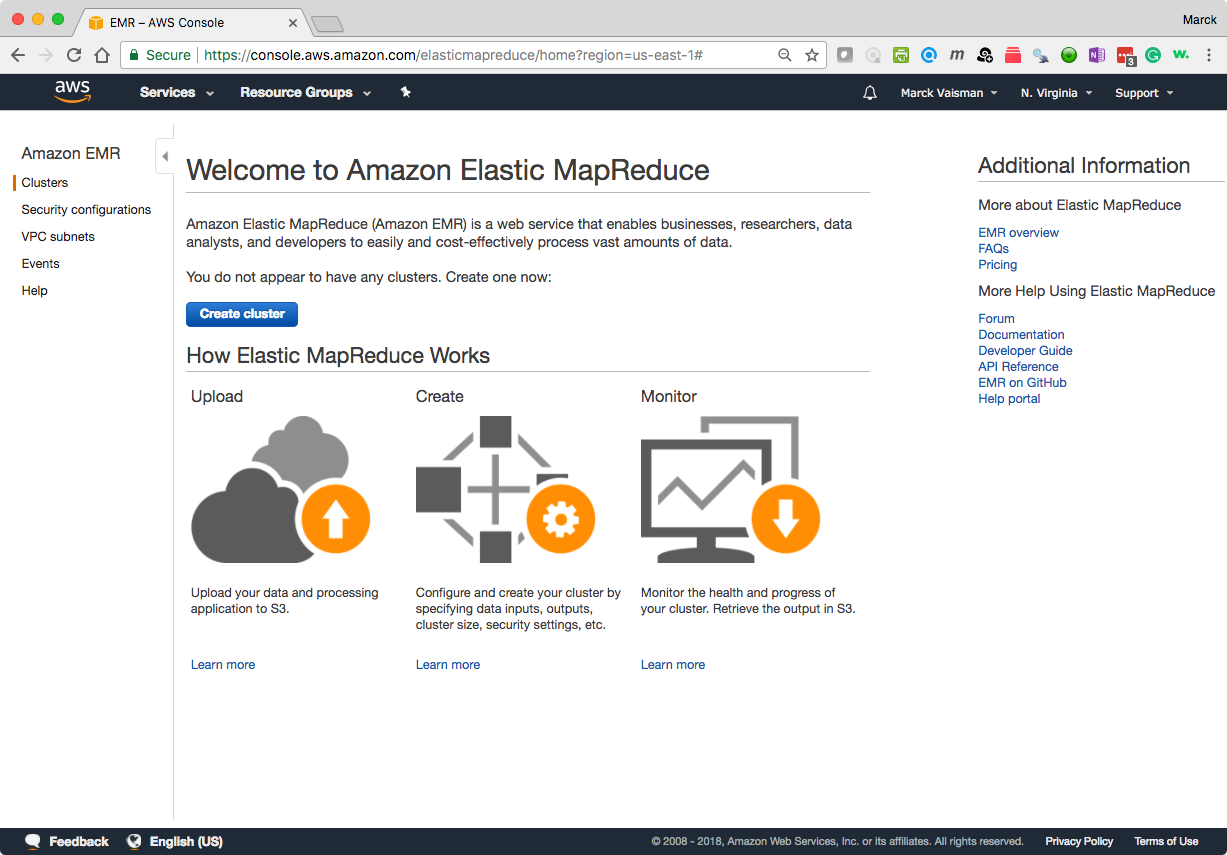 EMR – AWS Console
Marck
Secure
https://console.aws.amazon.com/elasticmapreduce/home?region=us-east-1#
m
N
3
G
w.
aws
Services
Resource Groups
Marck Vaisman
N. Virginia
Support
Amazon EMR
Clusters
Security configurations
VPC subnets
Events
Help
Welcome to Amazon Elastic MapReduce
Amazon Elastic MapReduce (Amazon EMR) is a web service that enables businesses, researchers, data
analysts, and developers to easily and cost-effectively process vast amounts of data.
You do not appear to have any clusters. Create one now:
Create cluster
How Elastic MapReduce Works
Upload
Upload your data and processing
application to S3.
Learn more
Create
Configure and create your cluster by
specifying data inputs, outputs,
cluster size, security settings, etc.
Learn more
Monitor
Monitor the health and progress of
your cluster. Retrieve the output in S3.
Learn more
Additional Information
More about Elastic MapReduce
EMR overview
FAQs
Pricing
More Help Using Elastic MapReduce
Forum
Documentation
Developer Guide
API Reference
EMR on GitHub
Help portal
Feedback
English (US)
© 2008 - 2018, Amazon Web Services, Inc. or its affiliates. All rights reserved.
Privacy Policy
Terms of Use